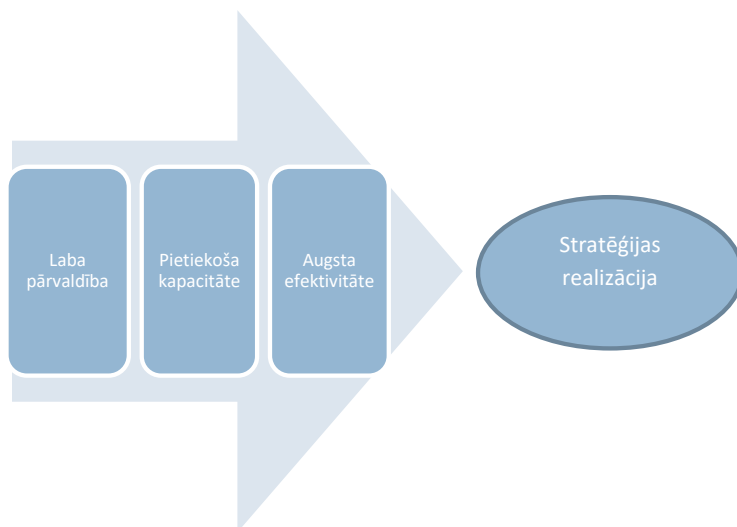 Laba
pārvaldība
Pietiekoša
kapacitāte
Augsta
efektivitāte
Stratēģijas
realizācija